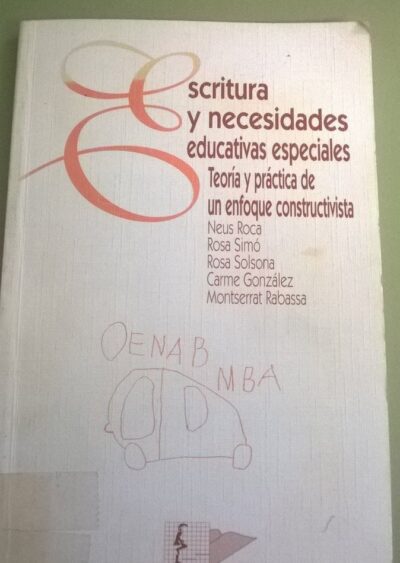 Escritura
y necesidades
educativas especiales
Teoría y práctica de
un enfoque constructivista
Neus Roca
Rosa Simó
Rosa Solsona
Carme González
Montserrat Rabassa
OENAB
MBA